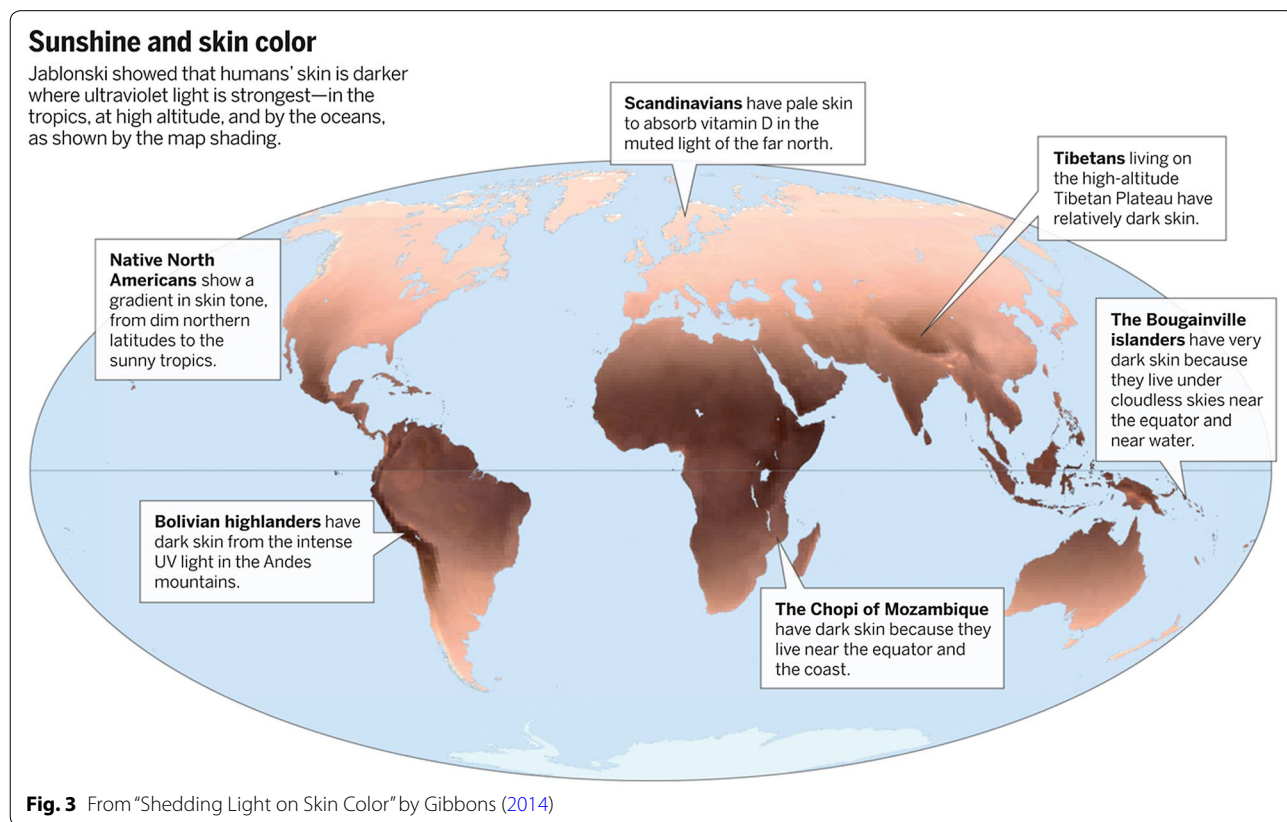 Sunshine and skin color
Jablonski showed that humans’ skin is darker
where ultraviolet light is strongest—in the
tropics, at high altitude, and by the oceans,
as shown by the map shading.
Scandinavians have pale skin
to absorb vitamin D in the
muted light of the far north.
Tibetans living on
the high-altitude
Tibetan Plateau have
relatively dark skin.
Native North
Americans show a
gradient in skin tone,
from dim northern
latitudes to the
sunny tropics.
The Bougainville
islanders have very
dark skin because
they live under
cloudless skies near
the equator and
near water.
Bolivian highlanders have
dark skin from the intense
UV light in the Andes
mountains.
The Chopi of Mozambique
have dark skin because they
live near the equator and
the coast.
Fig. 3 From “Shedding Light on Skin Color” by Gibbons (2014)